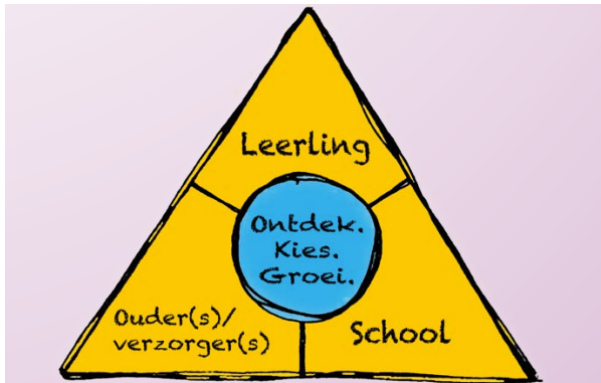 Leerling
Ontdek.
Kies.
Groei.
Ouder(s)/
verzorger(s)
School